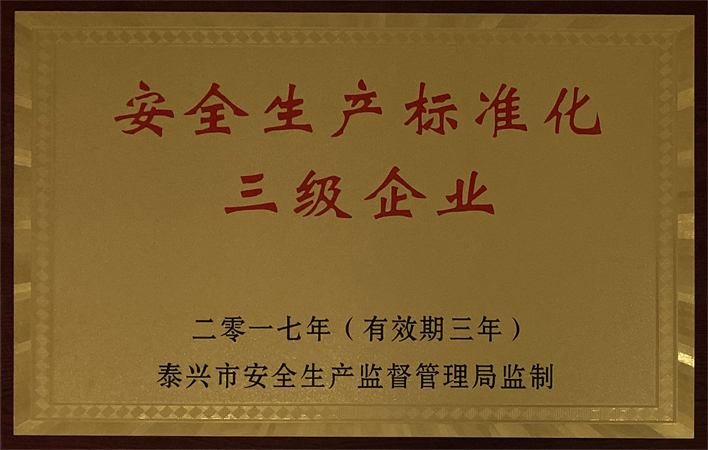 安全生产标准化
三级企业
二零一七年（有效期三年）
泰兴市安全生产监督管理局监制